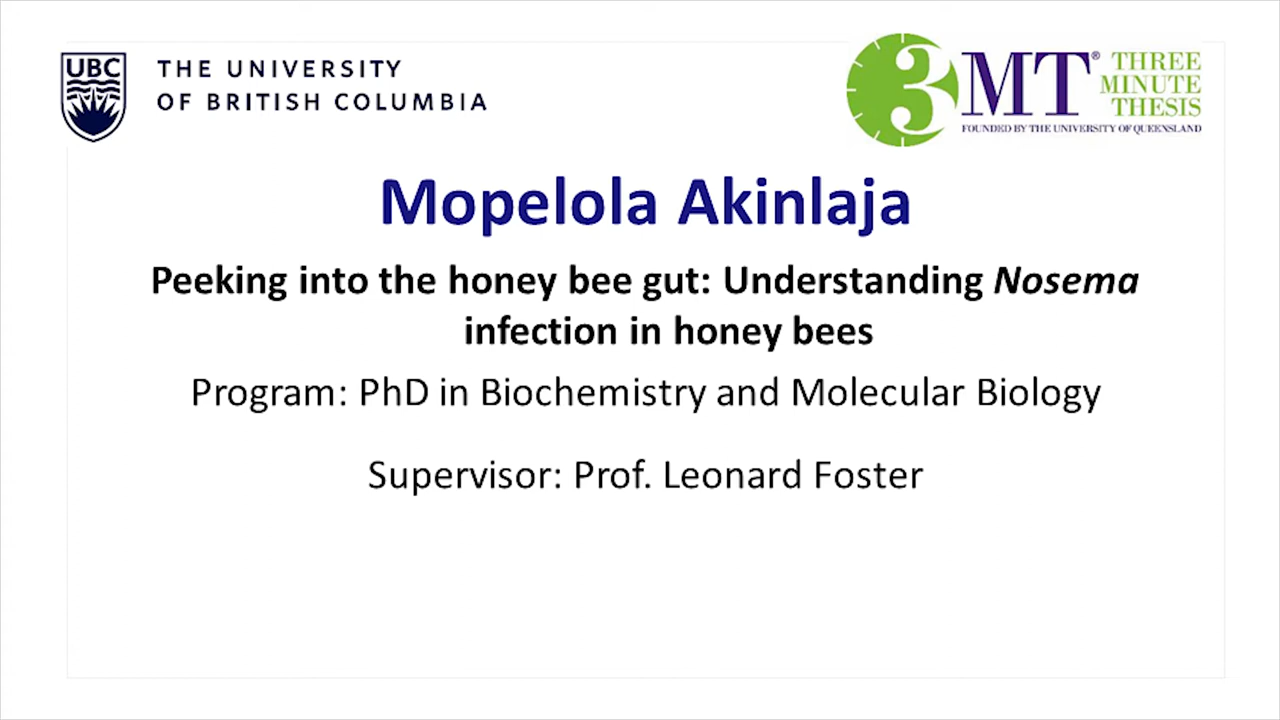 UBC
THE UNIVERSITY
OF BRITISH COLUMBIA
3MT® THREE
MINUTE
THESIS
FOUNDED BY THE UNIVERSITY OF QUEENSLAND
Mopelola Akinlaja
Peeking into the honey bee gut: Understanding Nosema
infection in honey bees
Program: PhD in Biochemistry and Molecular Biology
Supervisor: Prof. Leonard Foster